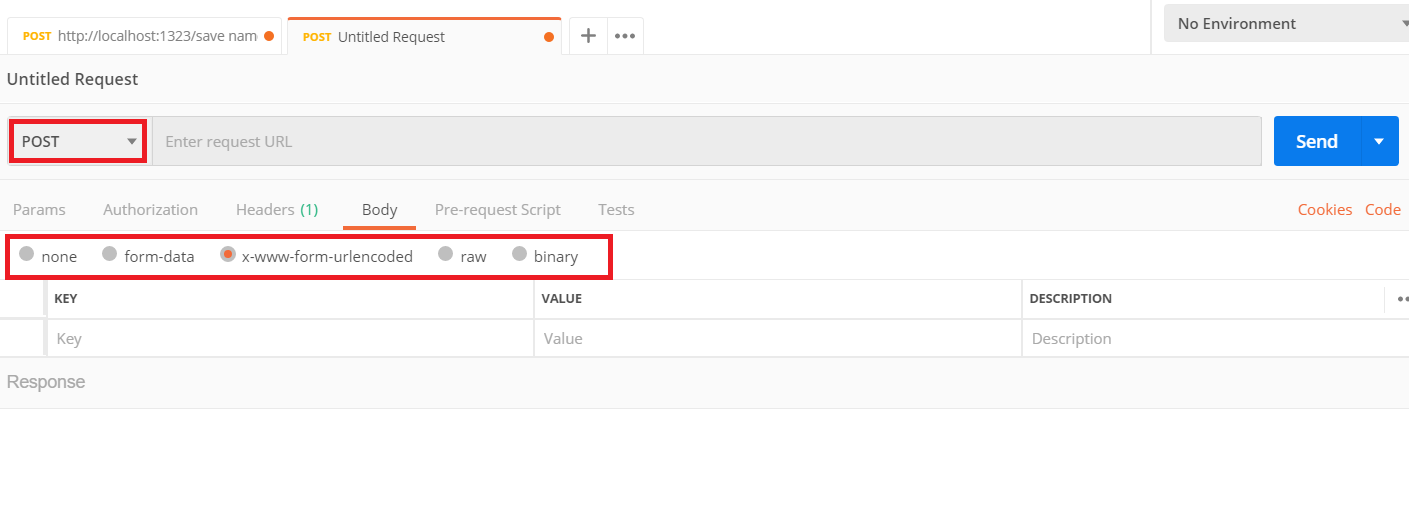 POST http://localhost:1323/save nam POST Untitled Request No Environment
Untitled Request
POST Enter request URL Send
Params Authorization Headers (1) Body Pre-request Script Tests Cookies Code
none form-data x-www-form-urlencoded raw binary
KEY VALUE DESCRIPTION
Key Value Description
Response